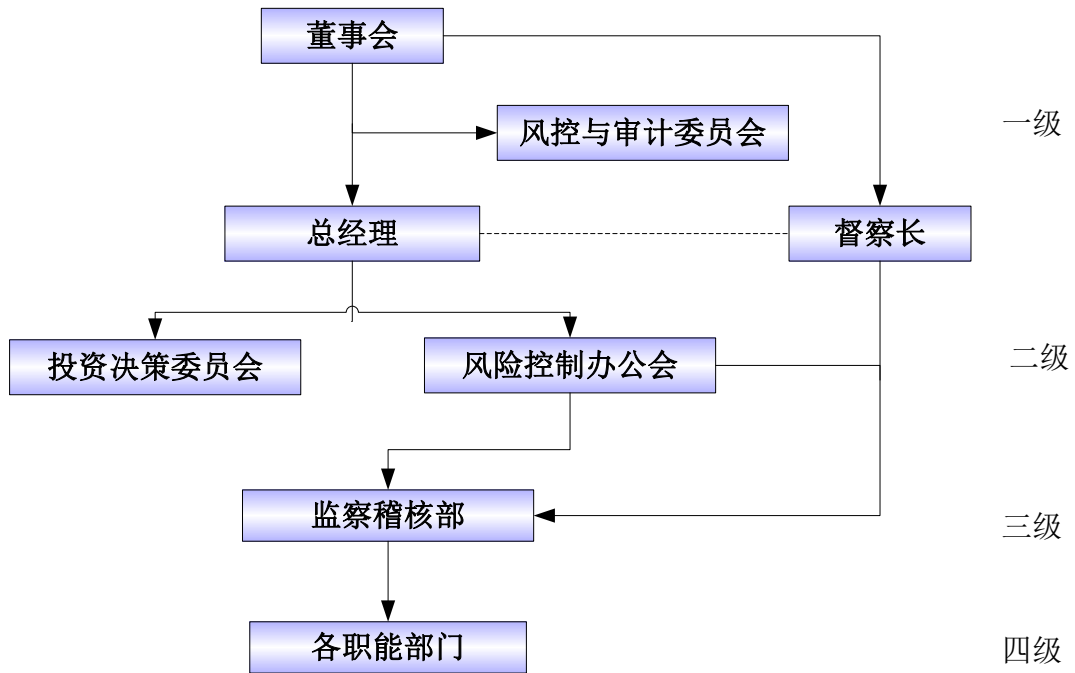 董事会
风控与审计委员会
一级
总经理
督察长
投资决策委员会
风险控制办公会
二级
监察稽核部
三级
各职能部门
四级